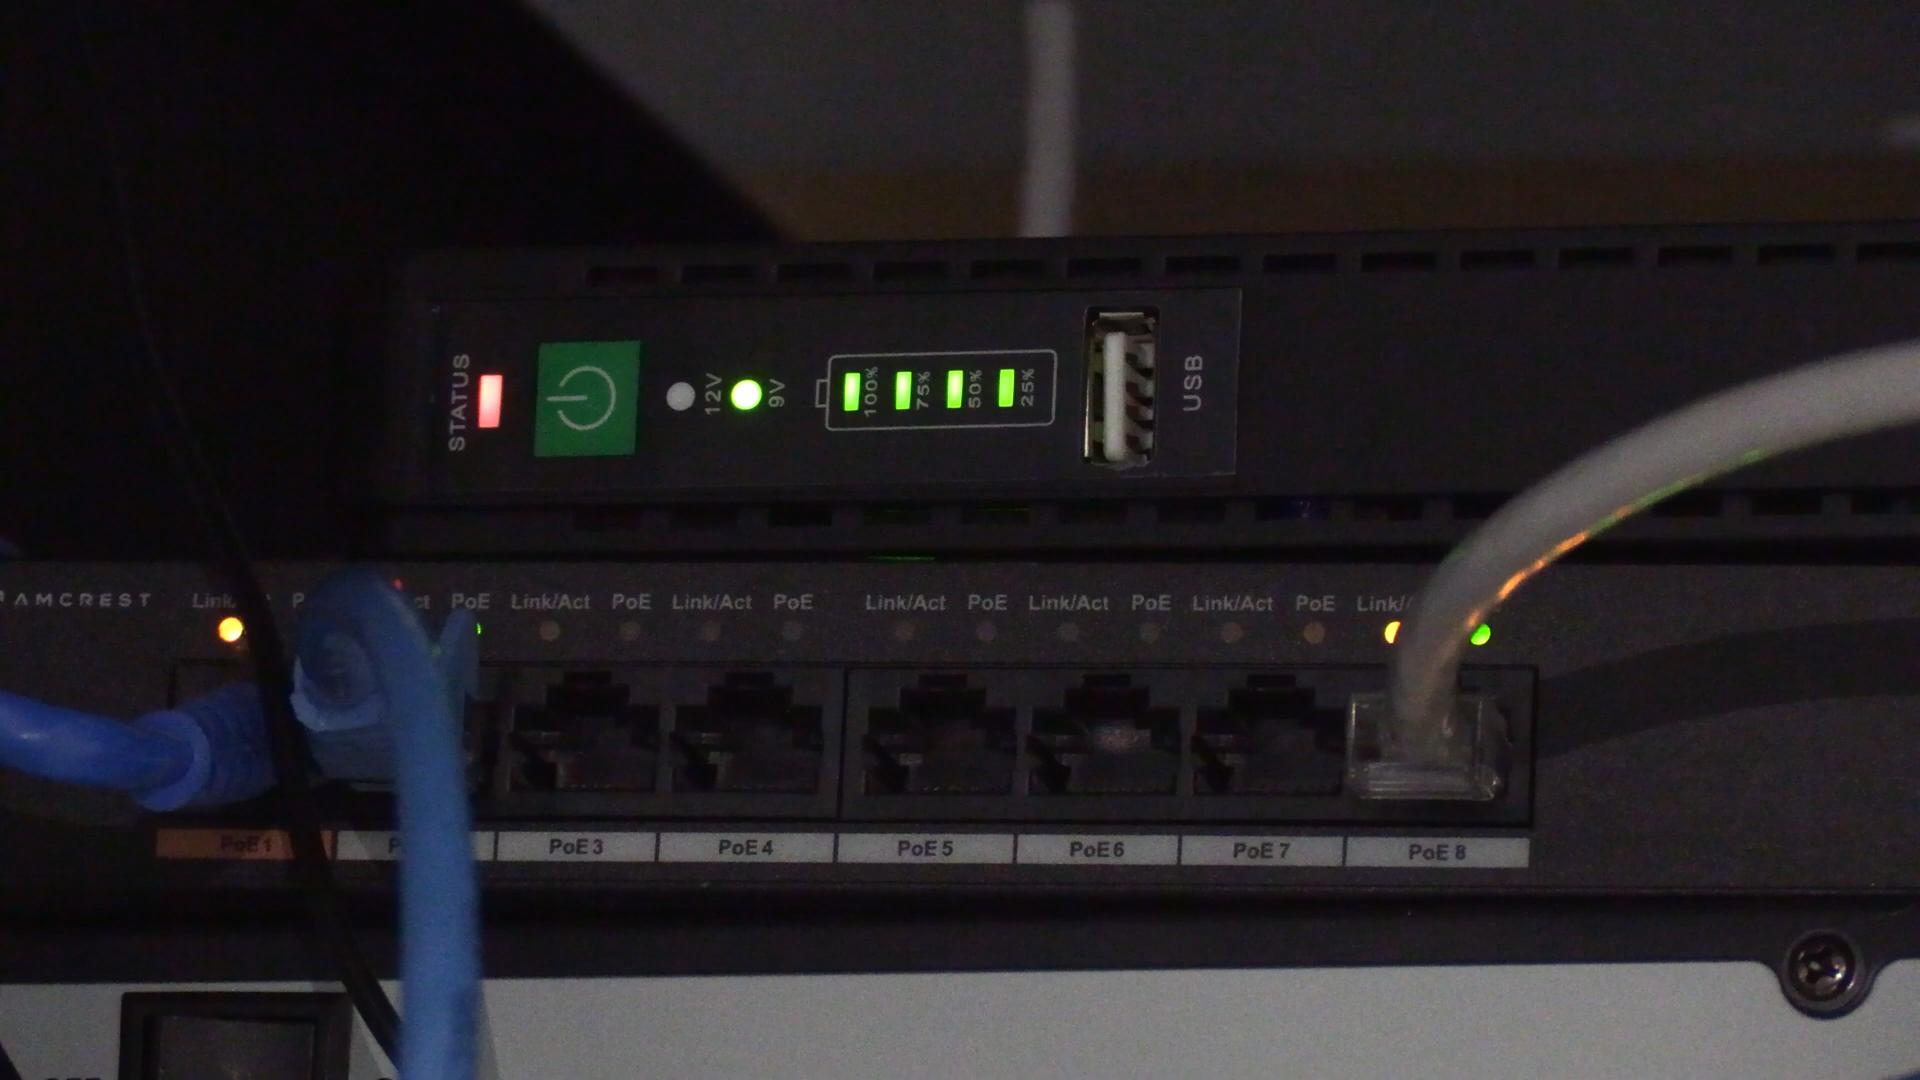 STATUS
12V
9V
100%
75%
50%
25%
USB
AMCREST
Link/Act PoE Link/Act PoE Link/Act PoE Link/Act PoE Link/Act PoE
PoE 1 PoE 3 PoE 4 PoE 5 PoE 6 PoE 7 PoE 8